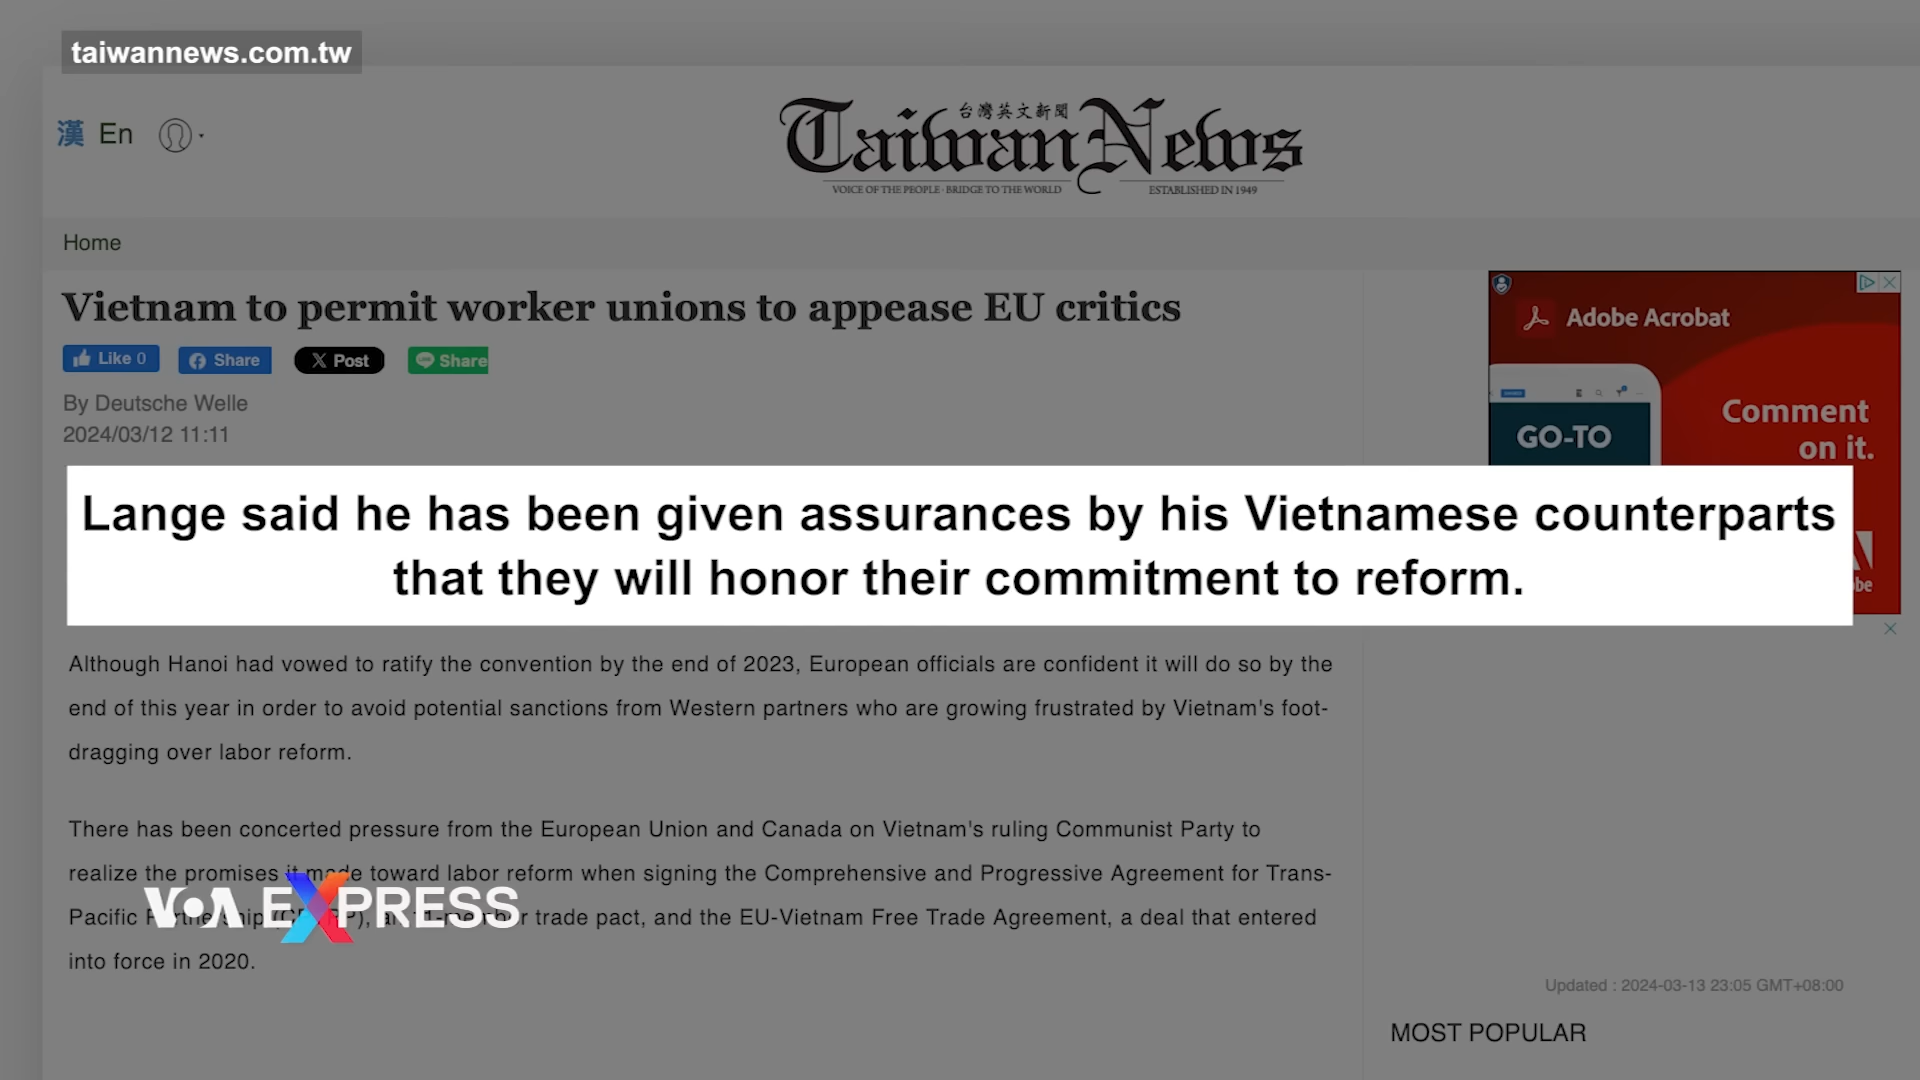 taiwannews.com.tw
漢 En
台灣英文新聞
Taiwan News
VOICE OF THE PEOPLE · BRIDGE TO THE WORLD
ESTABLISHED IN 1949
Home
Vietnam to permit worker unions to appease EU critics
Like 0
Share
X Post
Share
By Deutsche Welle
2024/03/12 11:11
Adobe Acrobat
GO-TO
Comment
on it.
Lange said he has been given assurances by his Vietnamese counterparts
that they will honor their commitment to reform.
Although Hanoi had vowed to ratify the convention by the end of 2023, European officials are confident it will do so by the
end of this year in order to avoid potential sanctions from Western partners who are growing frustrated by Vietnam's foot-
dragging over labor reform.
There has been concerted pressure from the European Union and Canada on Vietnam's ruling Communist Party to
realize the promises it made toward labor reform when signing the Comprehensive and Progressive Agreement for Trans-
Pacific trade pact, and the EU-Vietnam Free Trade Agreement, a deal that entered
into force in 2020.
VOA EXPRESS
Updated : 2024-03-13 23:05 GMT+08:00
MOST POPULAR